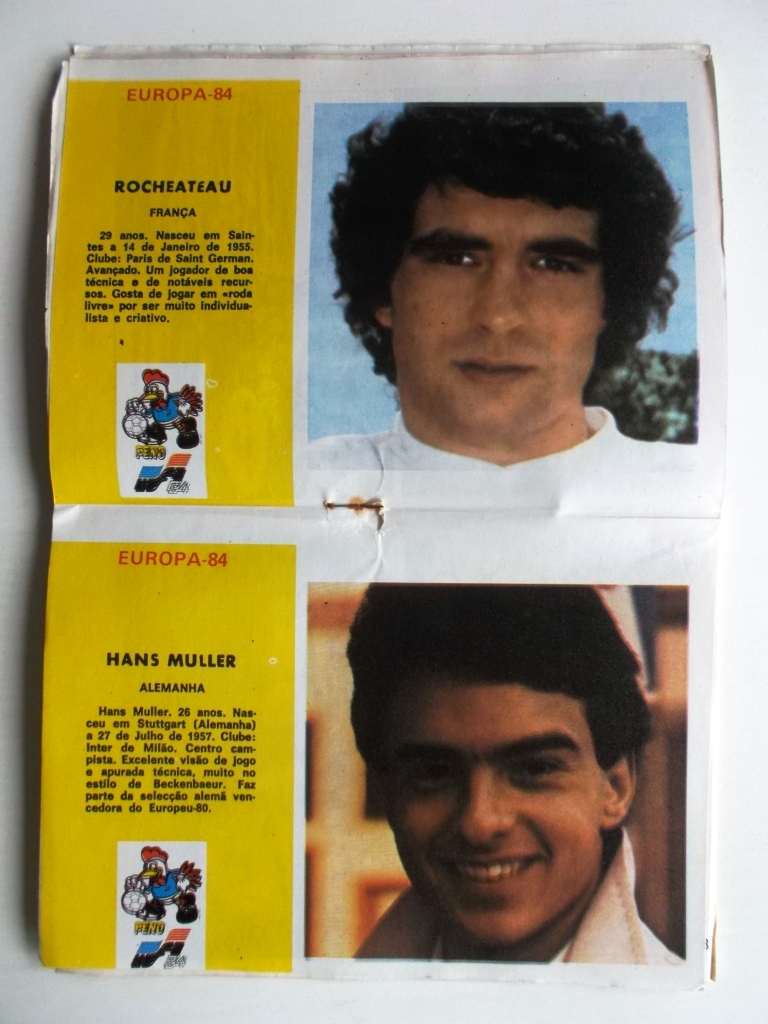 EUROPA-84
ROCHEATEAU
FRANÇA
29 anos. Nasceu em Sain-
tes a 14 de Janeiro de 1955.
Clube: Paris de Saint German.
Avançado. Um jogador de boa
técnica e de notáveis recur-
sos. Gosta de jogar em «roda
livre» por ser muito individua-
lista e criativo.
PENO
84
EUROPA-84
HANS MULLER
ALEMANHA
Hans Muller. 26 anos. Nas-
ceu em Stuttgart (Alemanha)
a 27 de Julho de 1957. Clube:
Inter de Milão. Centro cam-
pista. Excelente visão de jogo
e apurada técnica, muito no
estilo de Beckenbaeur. Faz
parte da selecção alemã ven-
cedora do Europeu-80.
PENO
84